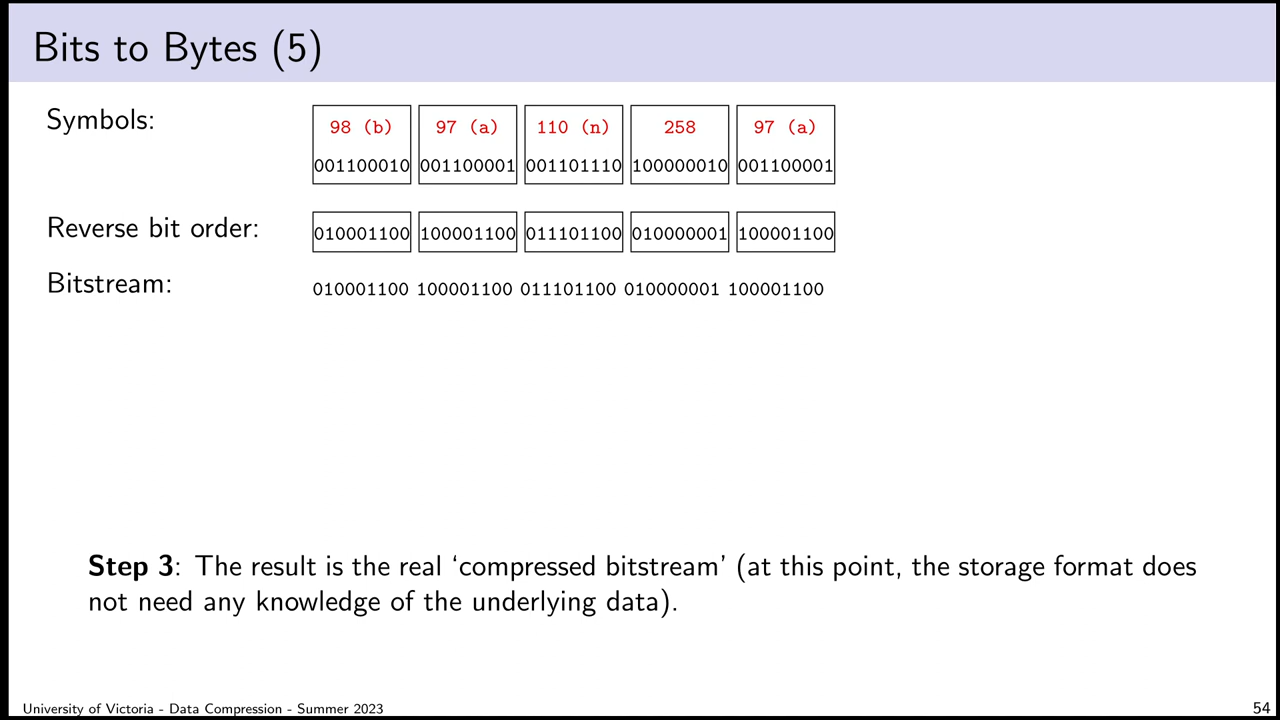 Bits to Bytes (5)
Symbols: 98 (b) 97 (a) 110 (n) 258 97 (a)
001100010 001100001 001101110 100000010 001100001
Reverse bit order: 010001100 100001100 011101100 010000001 100001100
Bitstream: 010001100 100001100 011101100 010000001 100001100
Step 3: The result is the real ‘compressed bitstream’ (at this point, the storage format does
not need any knowledge of the underlying data).
University of Victoria - Data Compression - Summer 2023 54